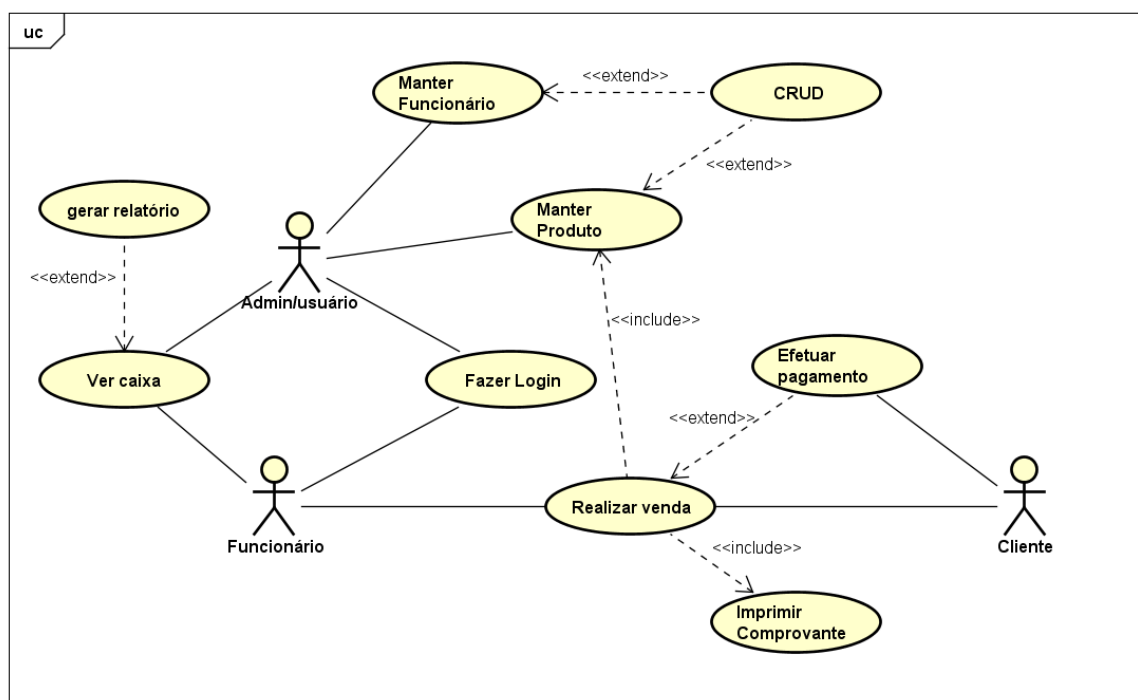 uc
Manter
Funcionário
<<extend>>
CRUD
<<extend>>
gerar relatório
Manter
Produto
<<extend>>
Admin/usuário
<<include>>
Efetuar
pagamento
Ver caixa
Fazer Login
<<extend>>
Realizar venda
Funcionário
Cliente
<<include>>
Imprimir
Comprovante